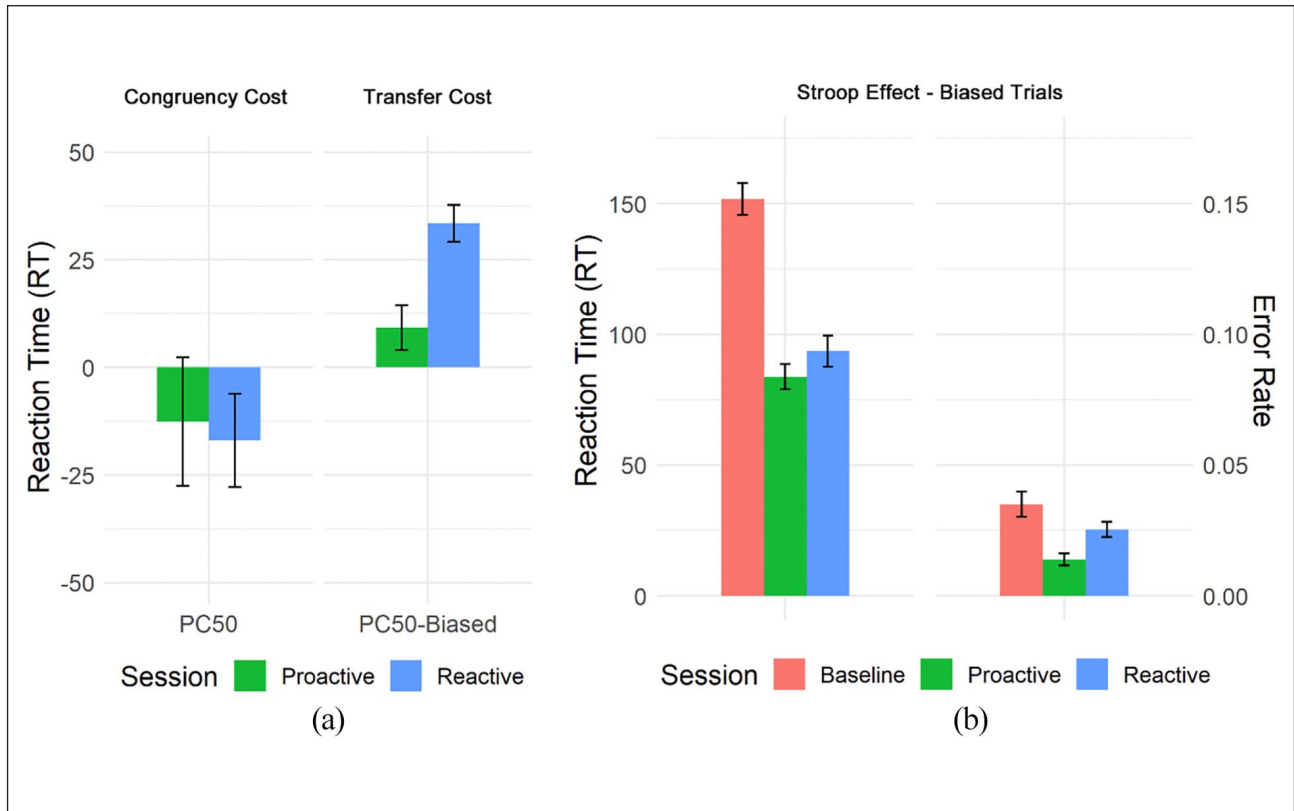 Congruency Cost
Transfer Cost
Reaction Time (RT)
50
25
0
-25
-50
PC50
PC50-Biased
Session Proactive Reactive
(a)
Stroop Effect - Biased Trials
Reaction Time (RT)
150
100
50
0
Error Rate
0.15
0.10
0.05
0.00
Session Baseline Proactive Reactive
(b)